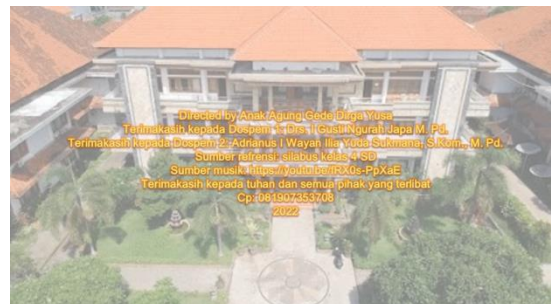 Directed by Anak Agung Gede Dirga Yusa
Terimakasih kepada Dospem 1: Drs. I Gusti Ngurah Japa M. Pd.
Terimakasih kepada Dospem 2: Adrianus I Wayan Ilia Yuda Sukmana, S.Kom., M. Pd.
Sumber refrensi: silabus kelas 4 SD
Sumber musik: https://youtu.be/tRX0s-PpXaE
Terimakasih kepada tuhan dan semua pihak yang terlibat
Cp: 081907353708
2022